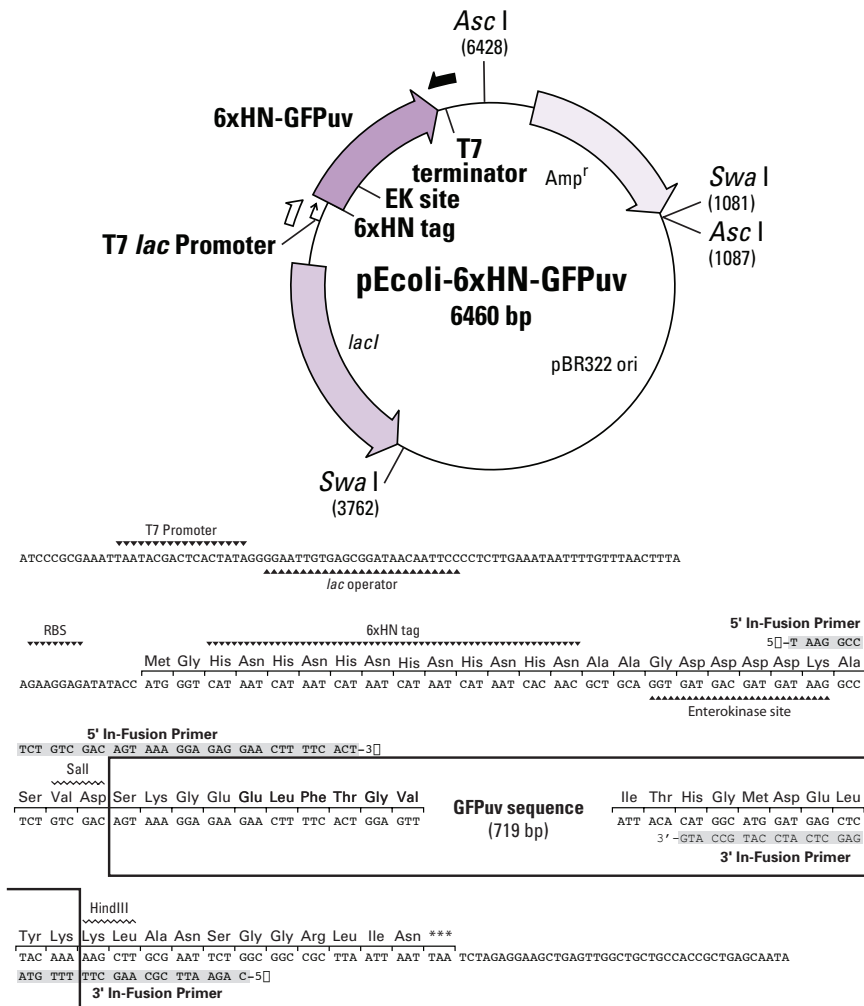 Asc I
(6428)
6xHN-GFPuv
T7
terminator
Ampr
Swa I
(1081)
EK site
6xHN tag
Asc I
(1087)
T7 lac Promoter
pEcoli-6xHN-GFPuv
6460 bp
lacI
pBR322 ori
Swa I
(3762)
T7 Promoter
ATCCCGCGAAATTAATACGACTCACTATAGGGGAATTGTGAGCGGATAACAATTCCCCTCTTGAAATAATTTTGTTTAACTTTA
lac operator
5' In-Fusion Primer
RBS 6xHN tag
5▯-T AAG GCC
Met Gly His Asn His Asn His Asn His Asn His Asn His Asn Ala Ala Gly Asp Asp Asp Asp Lys Ala
AGAAGGAGATATACC ATG GGT CAT AAT CAT AAT CAT AAT CAT AAT CAT AAT CAC AAC GCT GCA GGT GAT GAC GAT GAT AAG GCC
Enterokinase site
5' In-Fusion Primer
TCT GTC GAC AGT AAA GGA GAG GAA CTT TTC ACT-3▯
SalI
Ser Val Asp Ser Lys Gly Glu Glu Leu Phe Thr Gly Val GFPuv sequence Ile Thr His Gly Met Asp Glu Leu
TCT GTC GAC AGT AAA GGA GAA GAA CTT TTC ACT GGA GTT (719 bp) ATT ACA CAT GGC ATG GAT GAG CTC
3'-GTA CCG TAC CTA CTC GAG
3' In-Fusion Primer
HindIII
Tyr Lys Lys Leu Ala Asn Ser Gly Gly Arg Leu Ile Asn ***
TAC AAA AAG CTT GCG AAT TCT GGC GGC CGC TTA ATT AAT TAA TCTAGAGGAAGCTGAGTTGGCTGCTGCCACCGCTGAGCAATA
ATG TTT TTC GAA CGC TTA AGA C-5▯
3' In-Fusion Primer